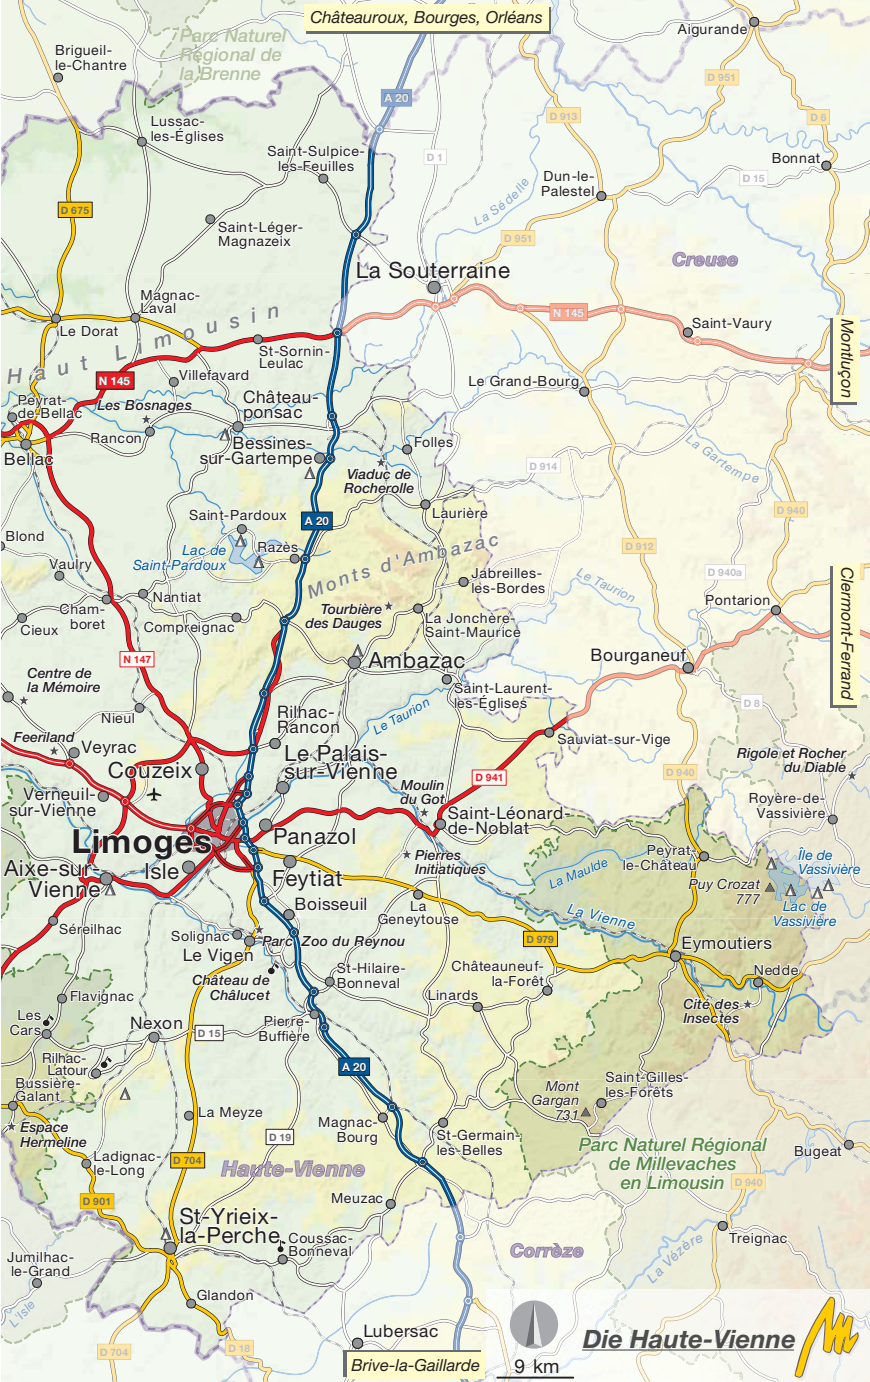 Châteauroux, Bourges, Orléans
Aigurande
Parc Naturel
Régional de
la Brenne
Brigueil-
le-Chantre
D 951
A 20
D 913
D 6
Lussac-
les-Églises
Saint-Sulpice-
les-Feuilles
D 1
Bonnat
D 15
Dun-le-
Palestel
La Sédelle
D 675
Saint-Léger-
Magnazeix
D 951
Creuse
La Souterraine
Magnac-
Laval
Le Dorat
N 145
Saint-Vaury
Montluçon
Haut Limousin
St-Sornin-
Leulac
Villefavard
N 145
Le Grand-Bourg
Peyrat-
de-Bellac
Les Bosnages
Château-
ponsac
Rancon
Bessines-
sur-Gartempe
Folles
Bellac
Viaduc de
Rocherolle
D 914
La Gartempe
Laurière
D 940
Saint-Pardoux
A 20
Blond
Lac de
Saint-Pardoux
Razès
Monts d'Ambazac
D 912
Vaulry
D 940a
Jabreilles-
les-Bordes
Le Taurion
Nantiat
Cham-
boret
Tourbière
des Dauges
Pontarion
Clermont-Ferrand
Cieux
Compreignac
La Jonchère-
Saint-Maurice
N 147
Ambazac
Bourganeuf
Centre de
la Mémoire
Saint-Laurent-
les-Églises
D 8
Nieul
Rilhac-
Rancon
Le Taurion
Feeriland
Veyrac
Sauviat-sur-Vige
Rigole et Rocher
du Diable
Couzeix
Le Palais-
sur-Vienne
D 941
D 940
Moulin
du Got
Verneuil-
sur-Vienne
Royère-de-
Vassivière
Saint-Léonard-
de-Noblat
Limoges
Panazol
Pierres
Initiatiques
Peyrat-
le-Château
Île de
Vassivière
Aixe-sur-
Vienne
Isle
Feytiat
La Maulde
Puy Crozat
777
Lac de
Vassivière
Boisseuil
La
Geneytouse
La Vienne
Séreilhac
Solignac
Parc Zoo du Reynou
D 979
Le Vigen
Eymoutiers
Château de
Châlucet
St-Hilaire-
Bonneval
Châteauneuf-
la-Forêt
Nedde
Flavignac
Linards
Cité des
Insectes
Les
Cars
Nexon
D 15
Pierre-
Buffière
Rilhac-
Latour
A 20
Bussière-
Galant
Mont
Gargan
731
Saint-Gilles-
les-Forêts
La Meyze
Magnac-
Bourg
Espace
Hermeline
D 19
St-Germain-
les-Belles
Parc Naturel Régional
de Millevaches
en Limousin
Bugeat
Ladignac-
le-Long
D 704
Haute-Vienne
D 940
D 901
Meuzac
St-Yrieix-
la-Perche
Treignac
Coussac-
Bonneval
Corrèze
La Vézère
Jumilhac-
le-Grand
L'Isle
Glandon
Lubersac
Die Haute-Vienne
D 704
D 18
Brive-la-Gaillarde
9 km